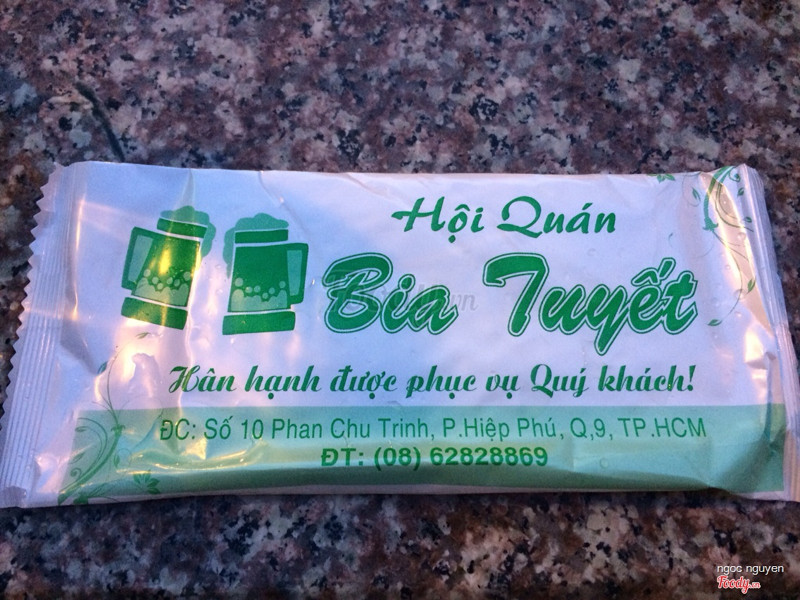 Hội Quán
Bia Tuyết
Hân hạnh được phục vụ Quý khách!
ĐC: Số 10 Phan Chu Trinh, P.Hiệp Phú, Q,9, TP.HCM
ĐT: (08) 62828869
ngoc nguyen
Foody.vn